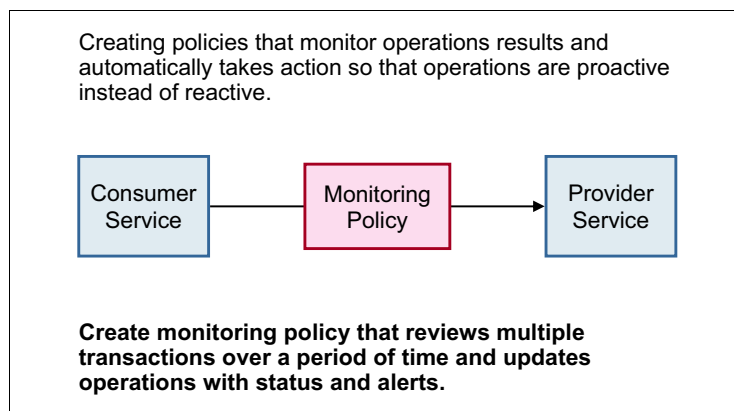 Creating policies that monitor operations results and
automatically takes action so that operations are proactive
instead of reactive.
Consumer
Service
Monitoring
Policy
Provider
Service
Create monitoring policy that reviews multiple
transactions over a period of time and updates
operations with status and alerts.